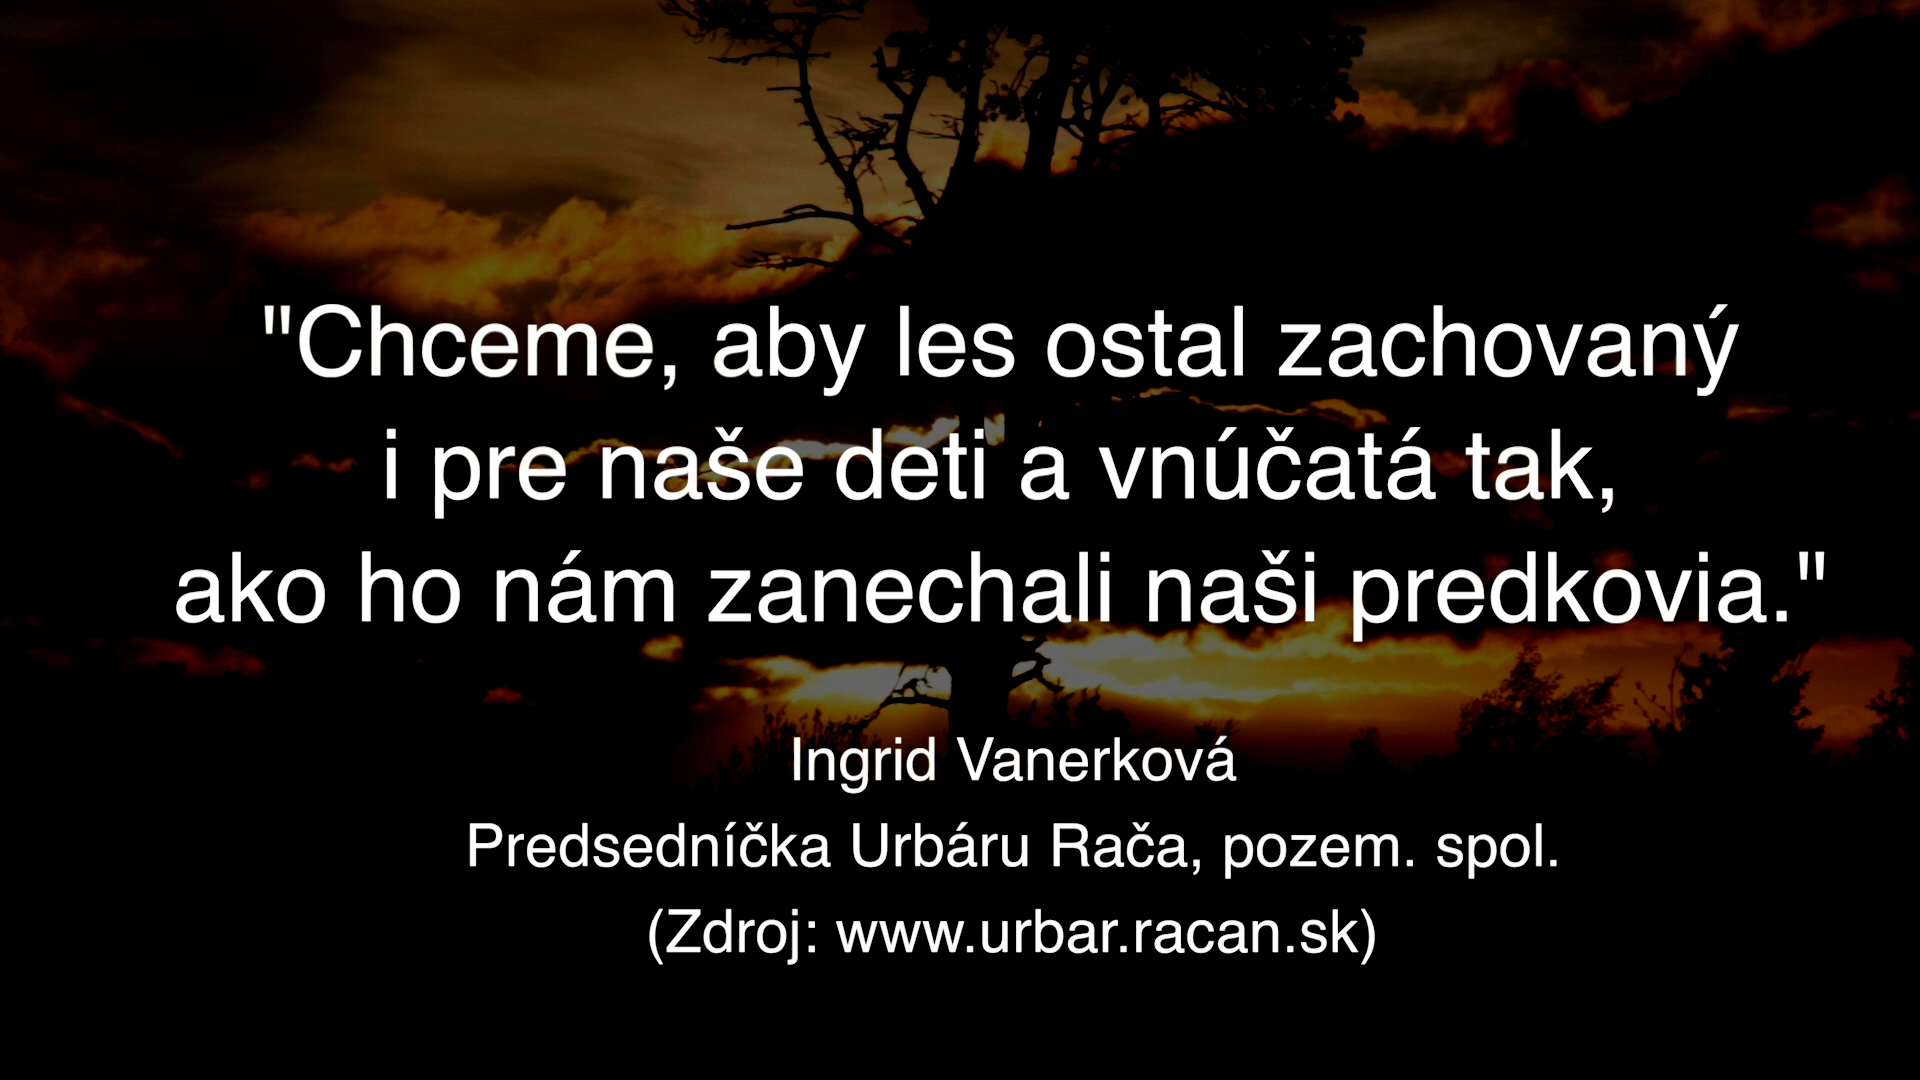 "Chceme, aby les ostal zachovaný
i pre naše deti a vnúčatá tak,
ako ho nám zanechali naši predkovia."
Ingrid Vanerková
Predsedníčka Urbáru Rača, pozem. spol.
(Zdroj: www.urbar.racan.sk)